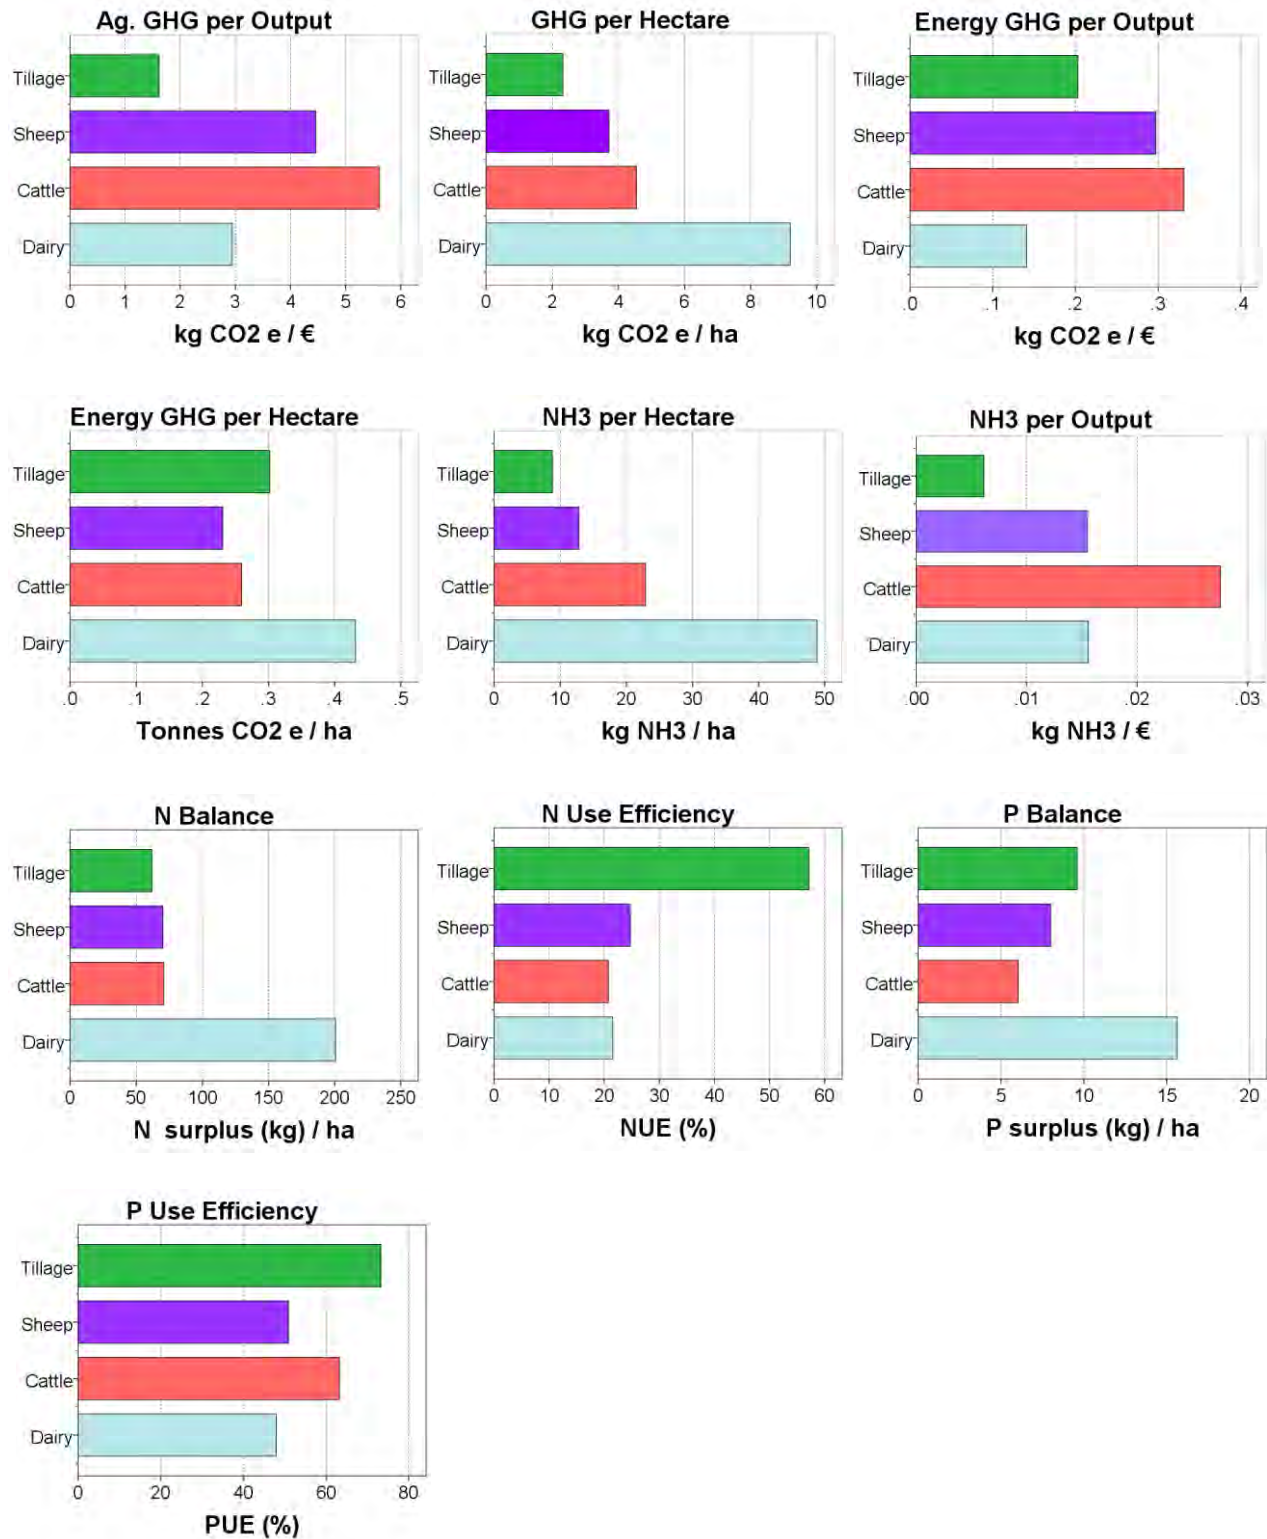 Ag. GHG per Output
Tillage
Sheep
Cattle
Dairy
0 1 2 3 4 5 6
kg CO2 e / €
GHG per Hectare
Tillage
Sheep
Cattle
Dairy
0 2 4 6 8 10
kg CO2 e / ha
Energy GHG per Output
Tillage
Sheep
Cattle
Dairy
.0 .1 .2 .3 .4
kg CO2 e / €
Energy GHG per Hectare
Tillage
Sheep
Cattle
Dairy
.0 .1 .2 .3 .4 .5
Tonnes CO2 e / ha
NH3 per Hectare
Tillage
Sheep
Cattle
Dairy
0 10 20 30 40 50
kg NH3 / ha
NH3 per Output
Tillage
Sheep
Cattle
Dairy
.00 .01 .02 .03
kg NH3 / €
N Balance
Tillage
Sheep
Cattle
Dairy
0 50 100 150 200 250
N surplus (kg) / ha
N Use Efficiency
Tillage
Sheep
Cattle
Dairy
0 10 20 30 40 50 60
NUE (%)
P Balance
Tillage
Sheep
Cattle
Dairy
0 5 10 15 20
P surplus (kg) / ha
P Use Efficiency
Tillage
Sheep
Cattle
Dairy
0 20 40 60 80
PUE (%)